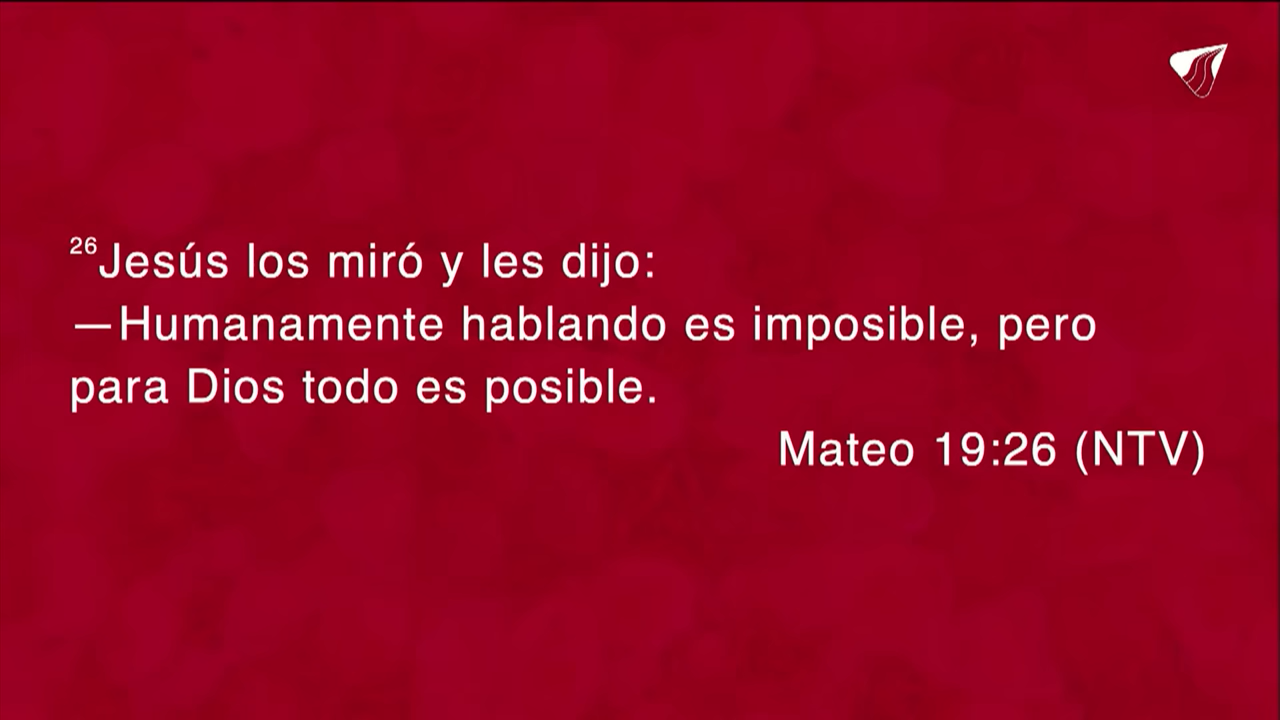 26Jesús los miró y les dijo:
—Humanamente hablando es imposible, pero
para Dios todo es posible.
Mateo 19:26 (NTV)